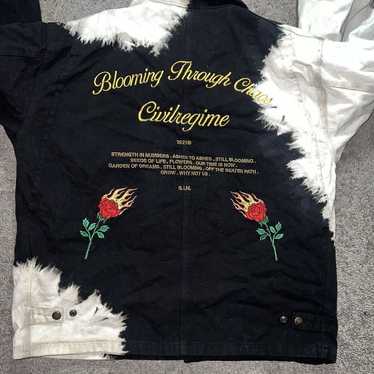 Blooming Through Chaos
Civilregime
STRENGTH IN NUMBERS . ASHES TO ASHES . STILL BLOOMING .
SEEDS OF LIFE . FLOWERS . OUR TIME IS NOW .
GARDEN OF DREAMS . STILL BLOOMING . OFF THE BEATEN PATH .
GROW . WHY NOT US .